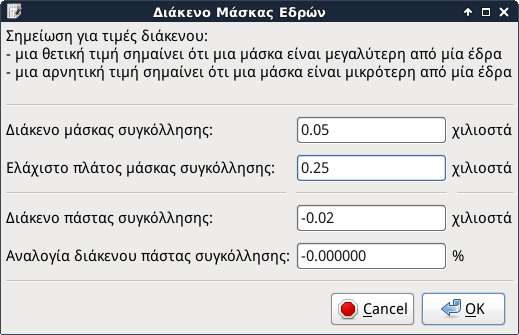 Διάκενο Μάσκας Εδρών
Σημείωση για τιμές διάκενου:
- μια θετική τιμή σημαίνει ότι μια μάσκα είναι μεγαλύτερη από μία έδρα
- μια αρνητική τιμή σημαίνει ότι μια μάσκα είναι μικρότερη από μία έδρα
Διάκενο μάσκας συγκόλλησης: 0.05 χιλιοστά
Ελάχιστο πλάτος μάσκας συγκόλλησης: 0.25 χιλιοστά
Διάκενο πάστας συγκόλλησης: -0.02 χιλιοστά
Αναλογία διάκενου πάστας συγκόλλησης: -0.000000 %
Cancel OK